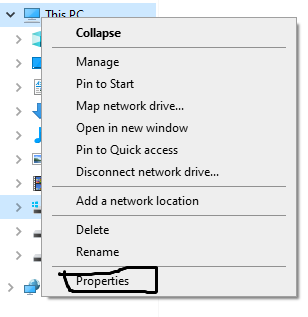 This PC
Collapse
Manage
Pin to Start
Map network drive...
Open in new window
Pin to Quick access
Disconnect network drive...
Add a network location
Delete
Rename
Properties